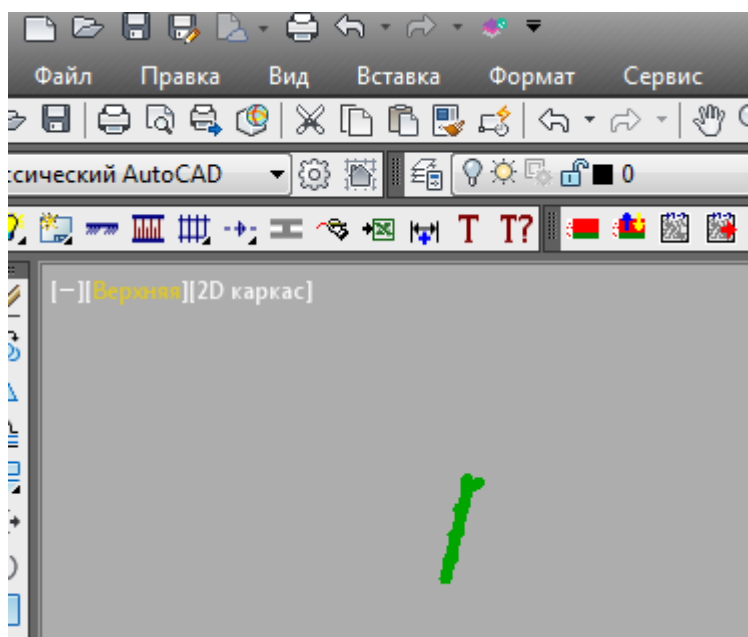 Файл Правка Вид Вставка Формат Сервис
ссический AutoCAD 0
T T?
[−][Верхняя][2D каркас]